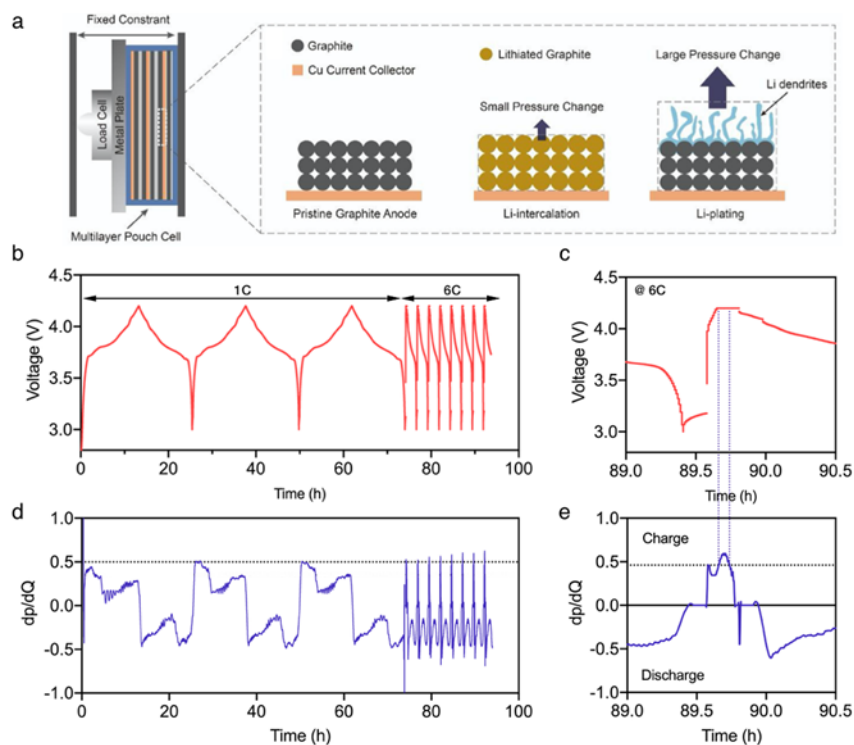 a
Fixed Constrant
Load Cell
Metal Plate
Multilayer Pouch Cell
Graphite
Cu Current Collector
Pristine Graphite Anode
Lithiated Graphite
Small Pressure Change
Li-intercalation
Large Pressure Change
Li dendrites
Li-plating
b
1C
6C
Voltage (V)
4.5
4.0
3.5
3.0
0 20 40 60 80 100
Time (h)
c
@ 6C
Voltage (V)
4.5
4.0
3.5
3.0
89.0 89.5 90.0 90.5
Time (h)
d
dp/dQ
1.0
0.5
0.0
-0.5
-1.0
0 20 40 60 80 100
Time (h)
e
Charge
Discharge
dp/dQ
1.0
0.5
0.0
-0.5
-1.0
89.0 89.5 90.0 90.5
Time (h)